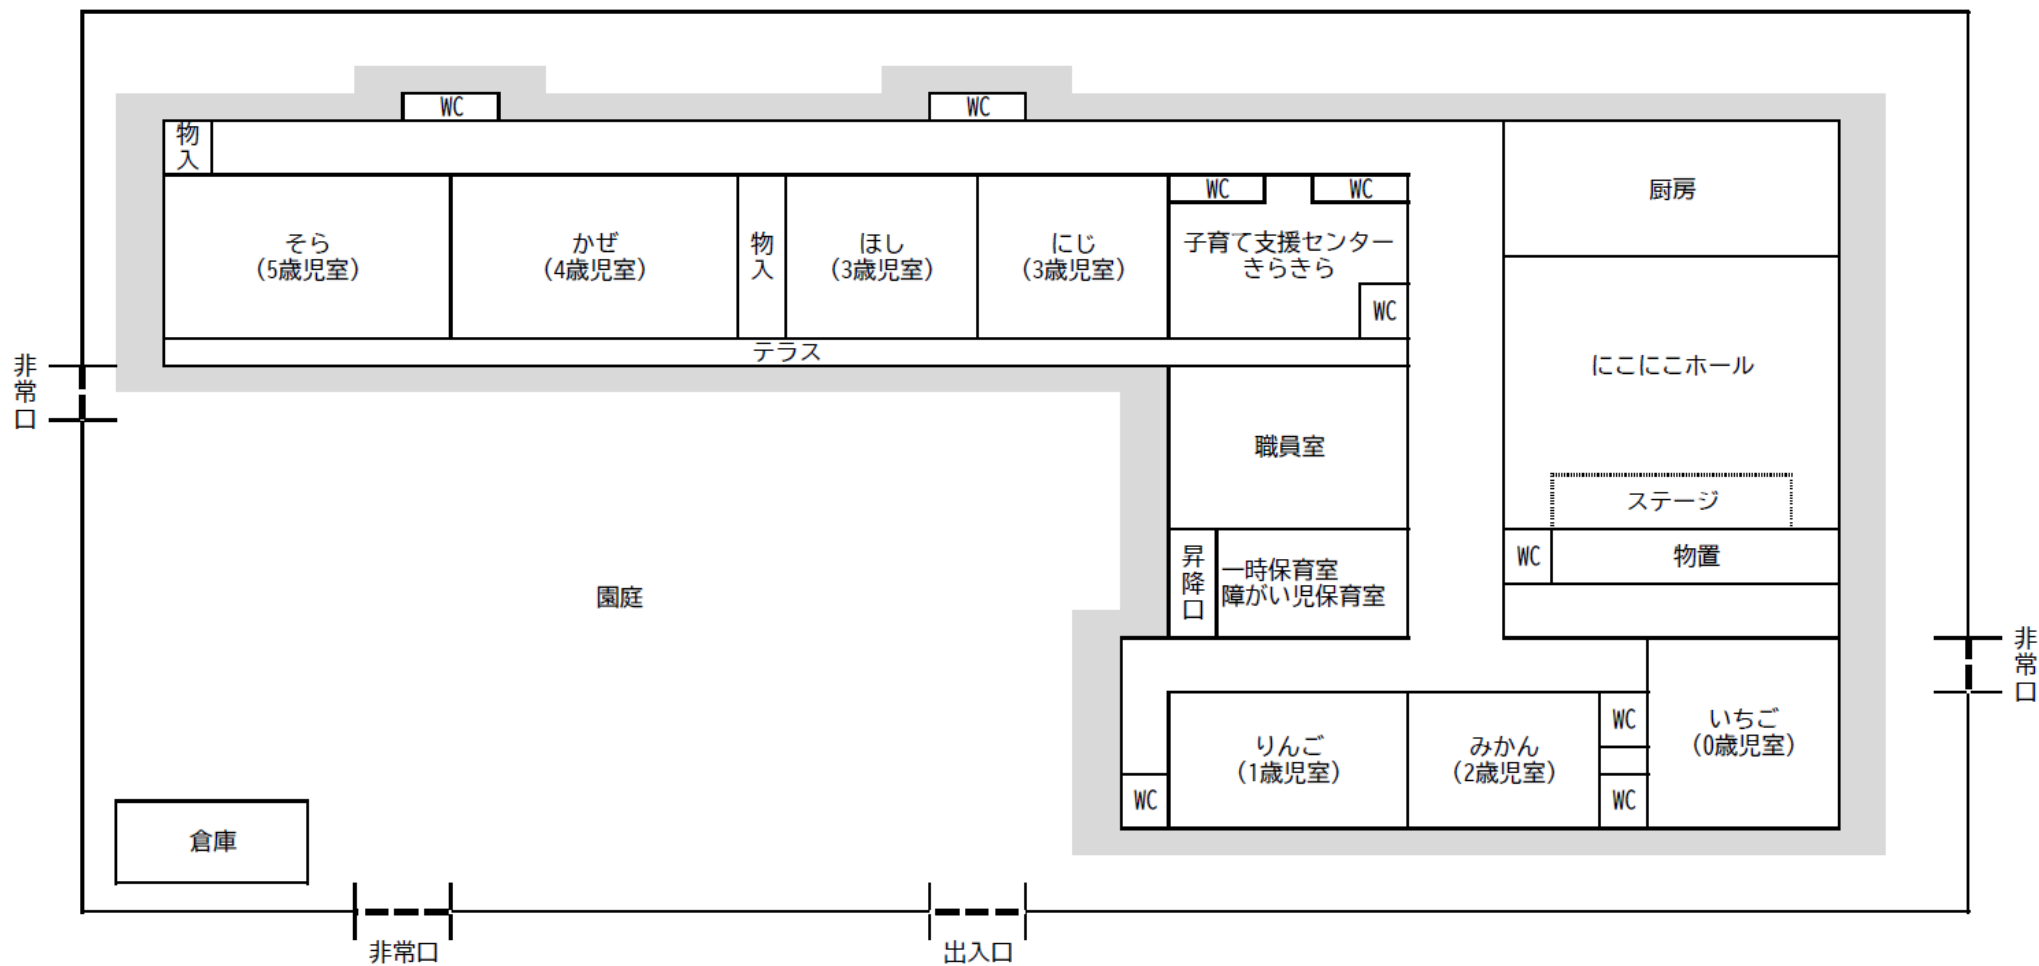 WC
WC
物入
厨房
WC
WC
そら
(5歳児室)
かぜ
(4歳児室)
物入
ほし
(3歳児室)
にじ
(3歳児室)
子育て支援センター
きらきら
WC
テラス
非常口
にこにこホール
職員室
ステージ
昇降口
一時保育室
障がい児保育室
WC
物置
園庭
非常口
りんご
(1歳児室)
みかん
(2歳児室)
WC
いちご
(0歳児室)
WC
WC
倉庫
非常口
出入口